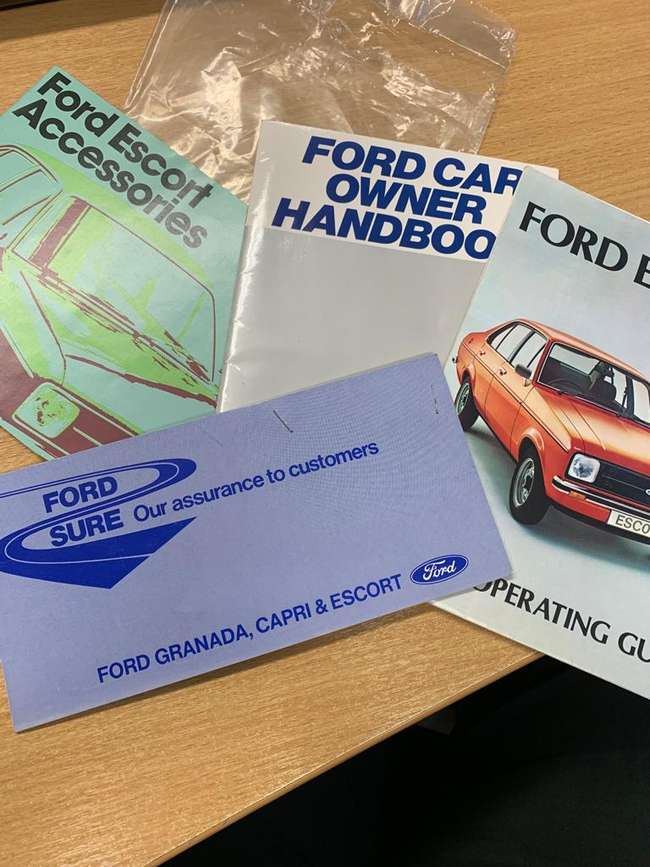 Ford Escort
Accessories
FORD CAR
OWNER
HANDBOO
FORD E
ESCO
OPERATING GU
FORD
SURE
Our assurance to customers
Ford
FORD GRANADA, CAPRI & ESCORT